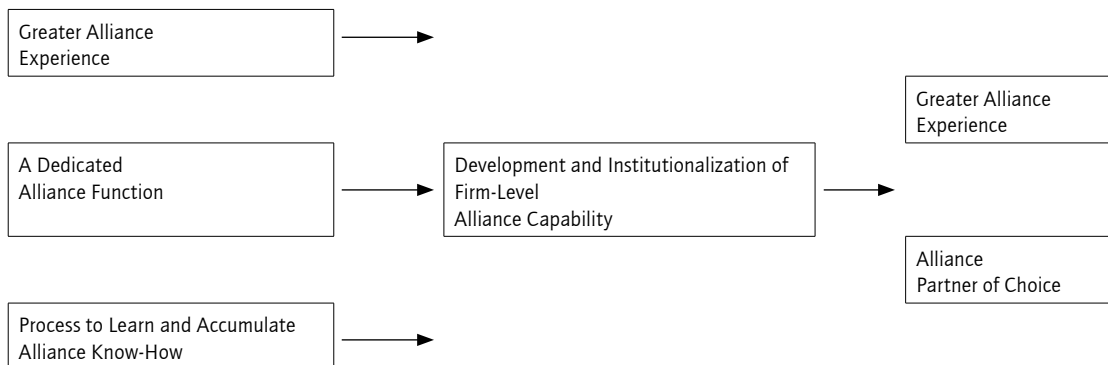 Greater Alliance
Experience
A Dedicated
Alliance Function
Process to Learn and Accumulate
Alliance Know-How
Development and Institutionalization of
Firm-Level
Alliance Capability
Greater Alliance
Experience
Alliance
Partner of Choice